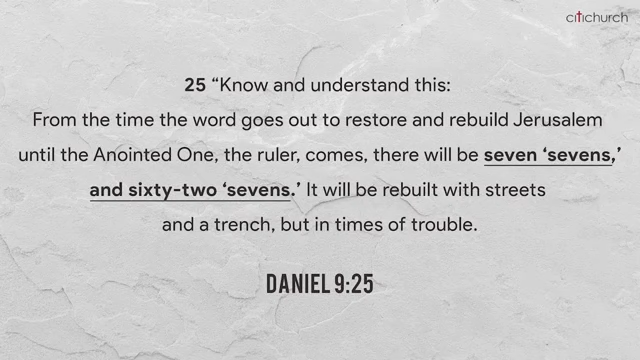 citichurch
25 “Know and understand this:
From the time the word goes out to restore and rebuild Jerusalem
until the Anointed One, the ruler, comes, there will be seven ‘sevens,’
and sixty-two ‘sevens.’ It will be rebuilt with streets
and a trench, but in times of trouble.
DANIEL 9:25